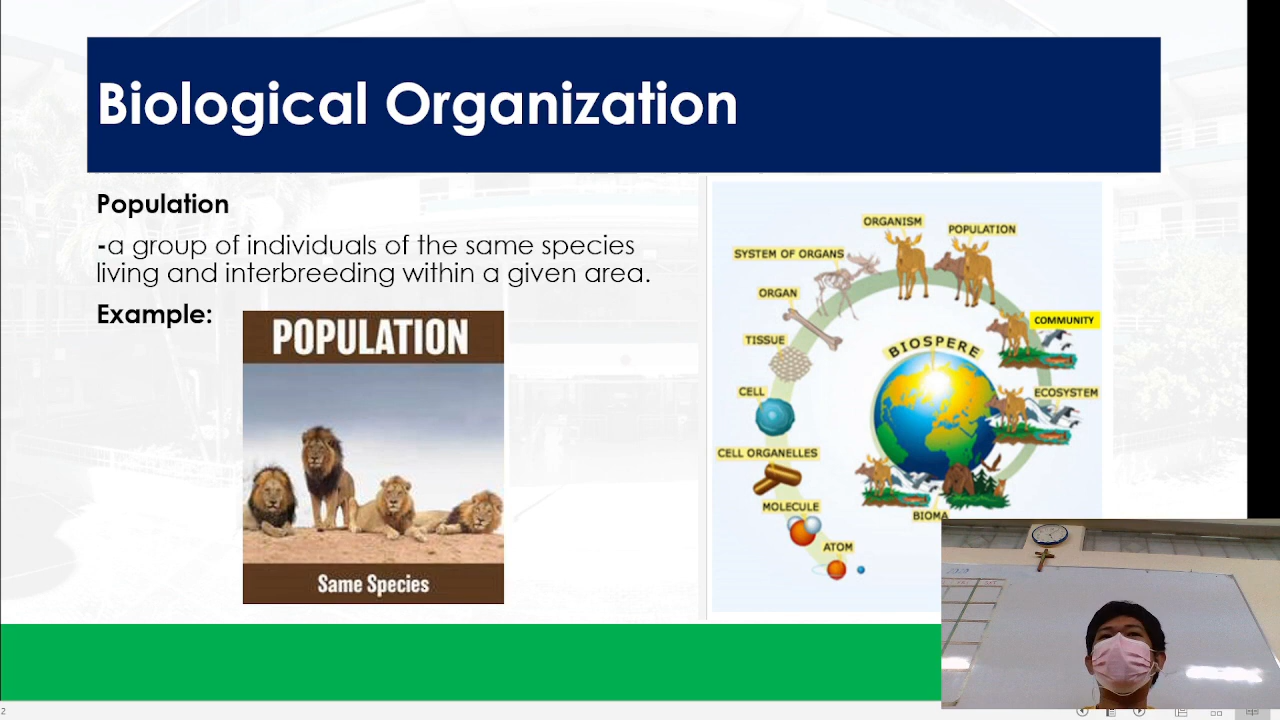 Biological Organization
Population
-a group of individuals of the same species
living and interbreeding within a given area.
Example:
POPULATION
Same Species
ORGANISM
POPULATION
SYSTEM OF ORGANS
ORGAN
COMMUNITY
TISSUE
BIOSPERE
CELL
ECOSYSTEM
CELL ORGANELLES
MOLECULE
BIOMA
ATOM
2